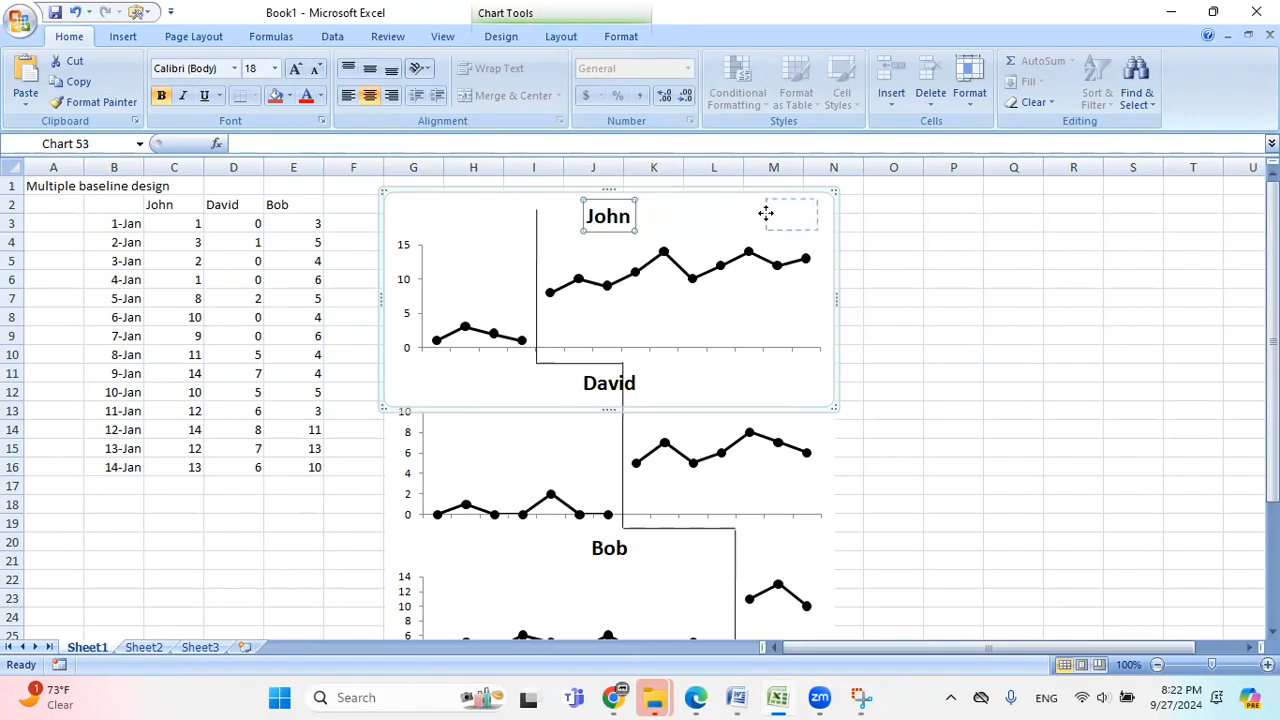 Book1 - Microsoft Excel
Chart Tools
Home Insert Page Layout Formulas Data Review View Design Layout Format
Paste
Cut
Copy
Format Painter
Clipboard
Calibri (Body) 18
B I U
Font
Wrap Text
Merge & Center
Alignment
General
$ % ,
Number
Conditional Formatting
Format as Table
Cell Styles
Styles
Insert Delete Format
Cells
AutoSum
Fill
Clear
Sort & Filter
Find & Select
Editing
Chart 53
fx
A B C D E F G H I J K L M N O P Q R S T U
1 Multiple baseline design
2 John David Bob
3 1-Jan 1 0 3
4 2-Jan 3 1 5
5 3-Jan 2 0 4
6 4-Jan 1 0 6
7 5-Jan 8 2 5
8 6-Jan 10 0 4
9 7-Jan 9 0 6
10 8-Jan 11 5 4
11 9-Jan 14 7 4
12 10-Jan 10 5 5
13 11-Jan 12 6 3
14 12-Jan 14 8 11
15 13-Jan 12 7 13
16 14-Jan 13 6 10
17
18
19
20
21
22
23
24
25
John
15
10
5
0
David
10
8
6
4
2
0
Bob
14
12
10
8
6
Sheet1 Sheet2 Sheet3
Ready
100%
1
73°F
Clear
Search
ENG
8:22 PM
9/27/2024